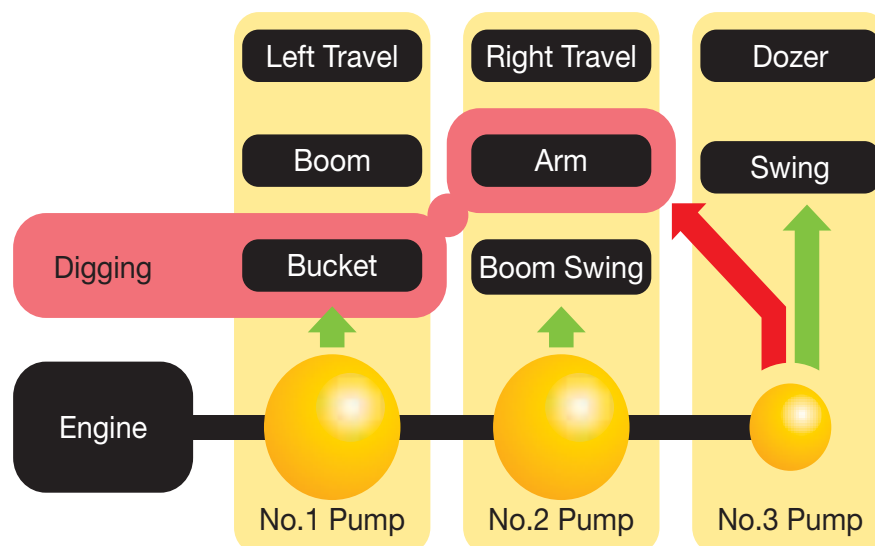 Left Travel
Right Travel
Dozer
Boom
Arm
Swing
Digging
Bucket
Boom Swing
Engine
No.1 Pump
No.2 Pump
No.3 Pump